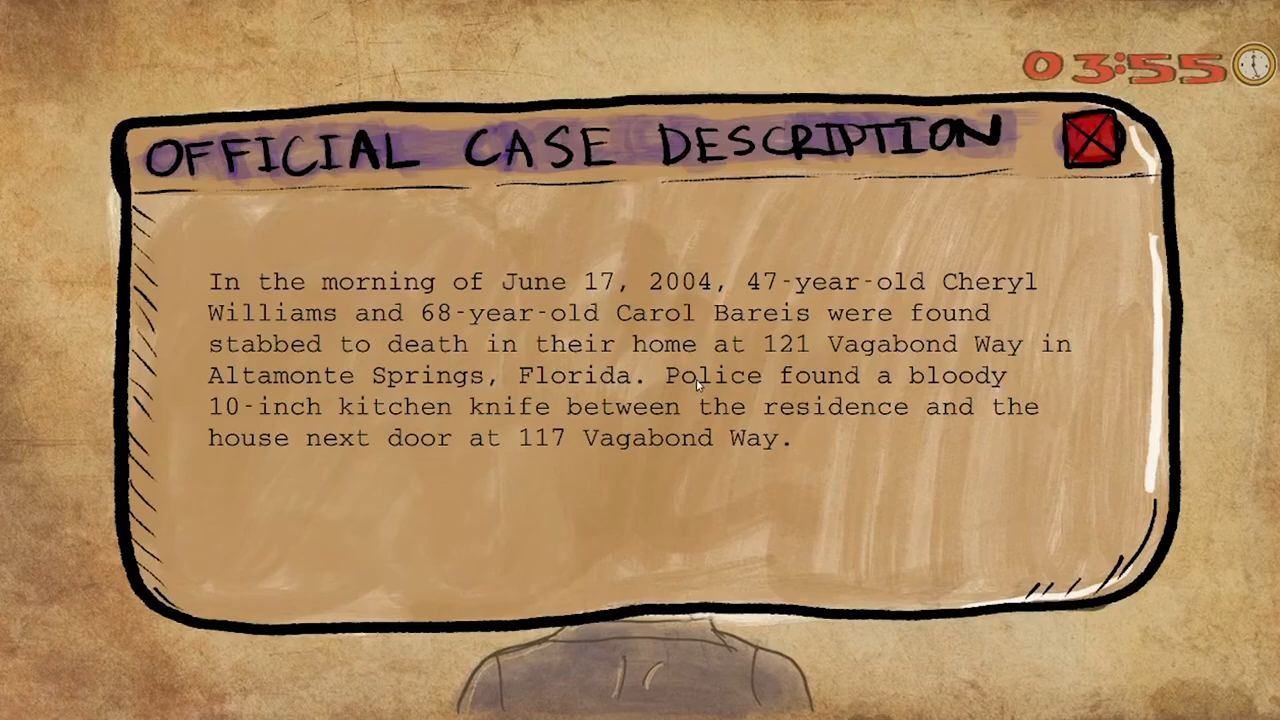 03:55
OFFICIAL CASE DESCRIPTION
In the morning of June 17, 2004, 47-year-old Cheryl
Williams and 68-year-old Carol Bareis were found
stabbed to death in their home at 121 Vagabond Way in
Altamonte Springs, Florida. Police found a bloody
10-inch kitchen knife between the residence and the
house next door at 117 Vagabond Way.